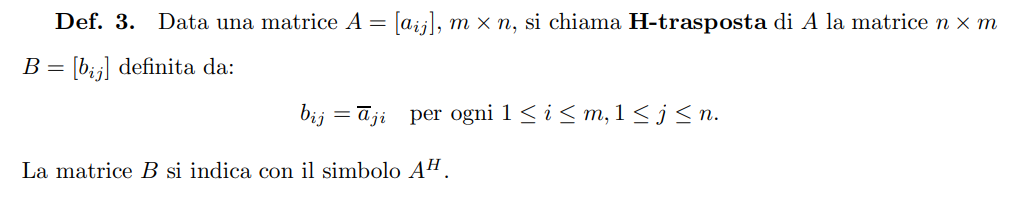 Def. 3. Data una matrice A = [a_{ij}], m × n, si chiama H-trasposta di A la matrice n × m
B = [b_{ij}] definita da:
b_{ij} = \overline{a}_{ji} per ogni 1 ≤ i ≤ m, 1 ≤ j ≤ n.
La matrice B si indica con il simbolo A^H.